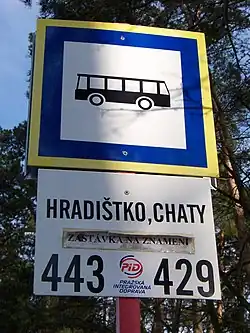 HRADIŠTKO,CHATY
ZASTÁVKA NA ZNAMENÍ
443 PID 429
PRAŽSKÁ
INTEGROVANÁ
DOPRAVA